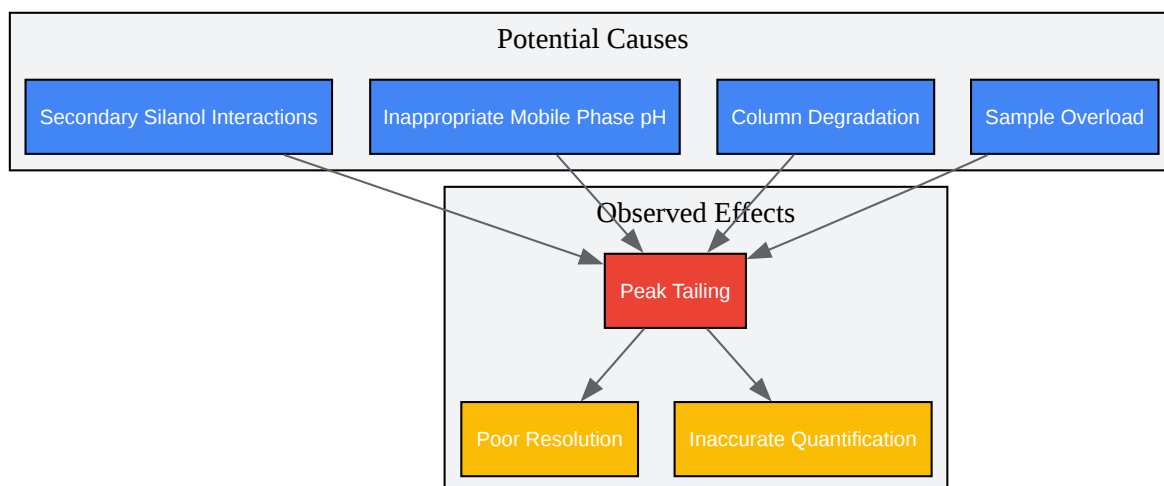 Potential Causes
Secondary Silanol Interactions
Inappropriate Mobile Phase pH
Column Degradation
Sample Overload
Observed Effects
Peak Tailing
Poor Resolution
Inaccurate Quantification